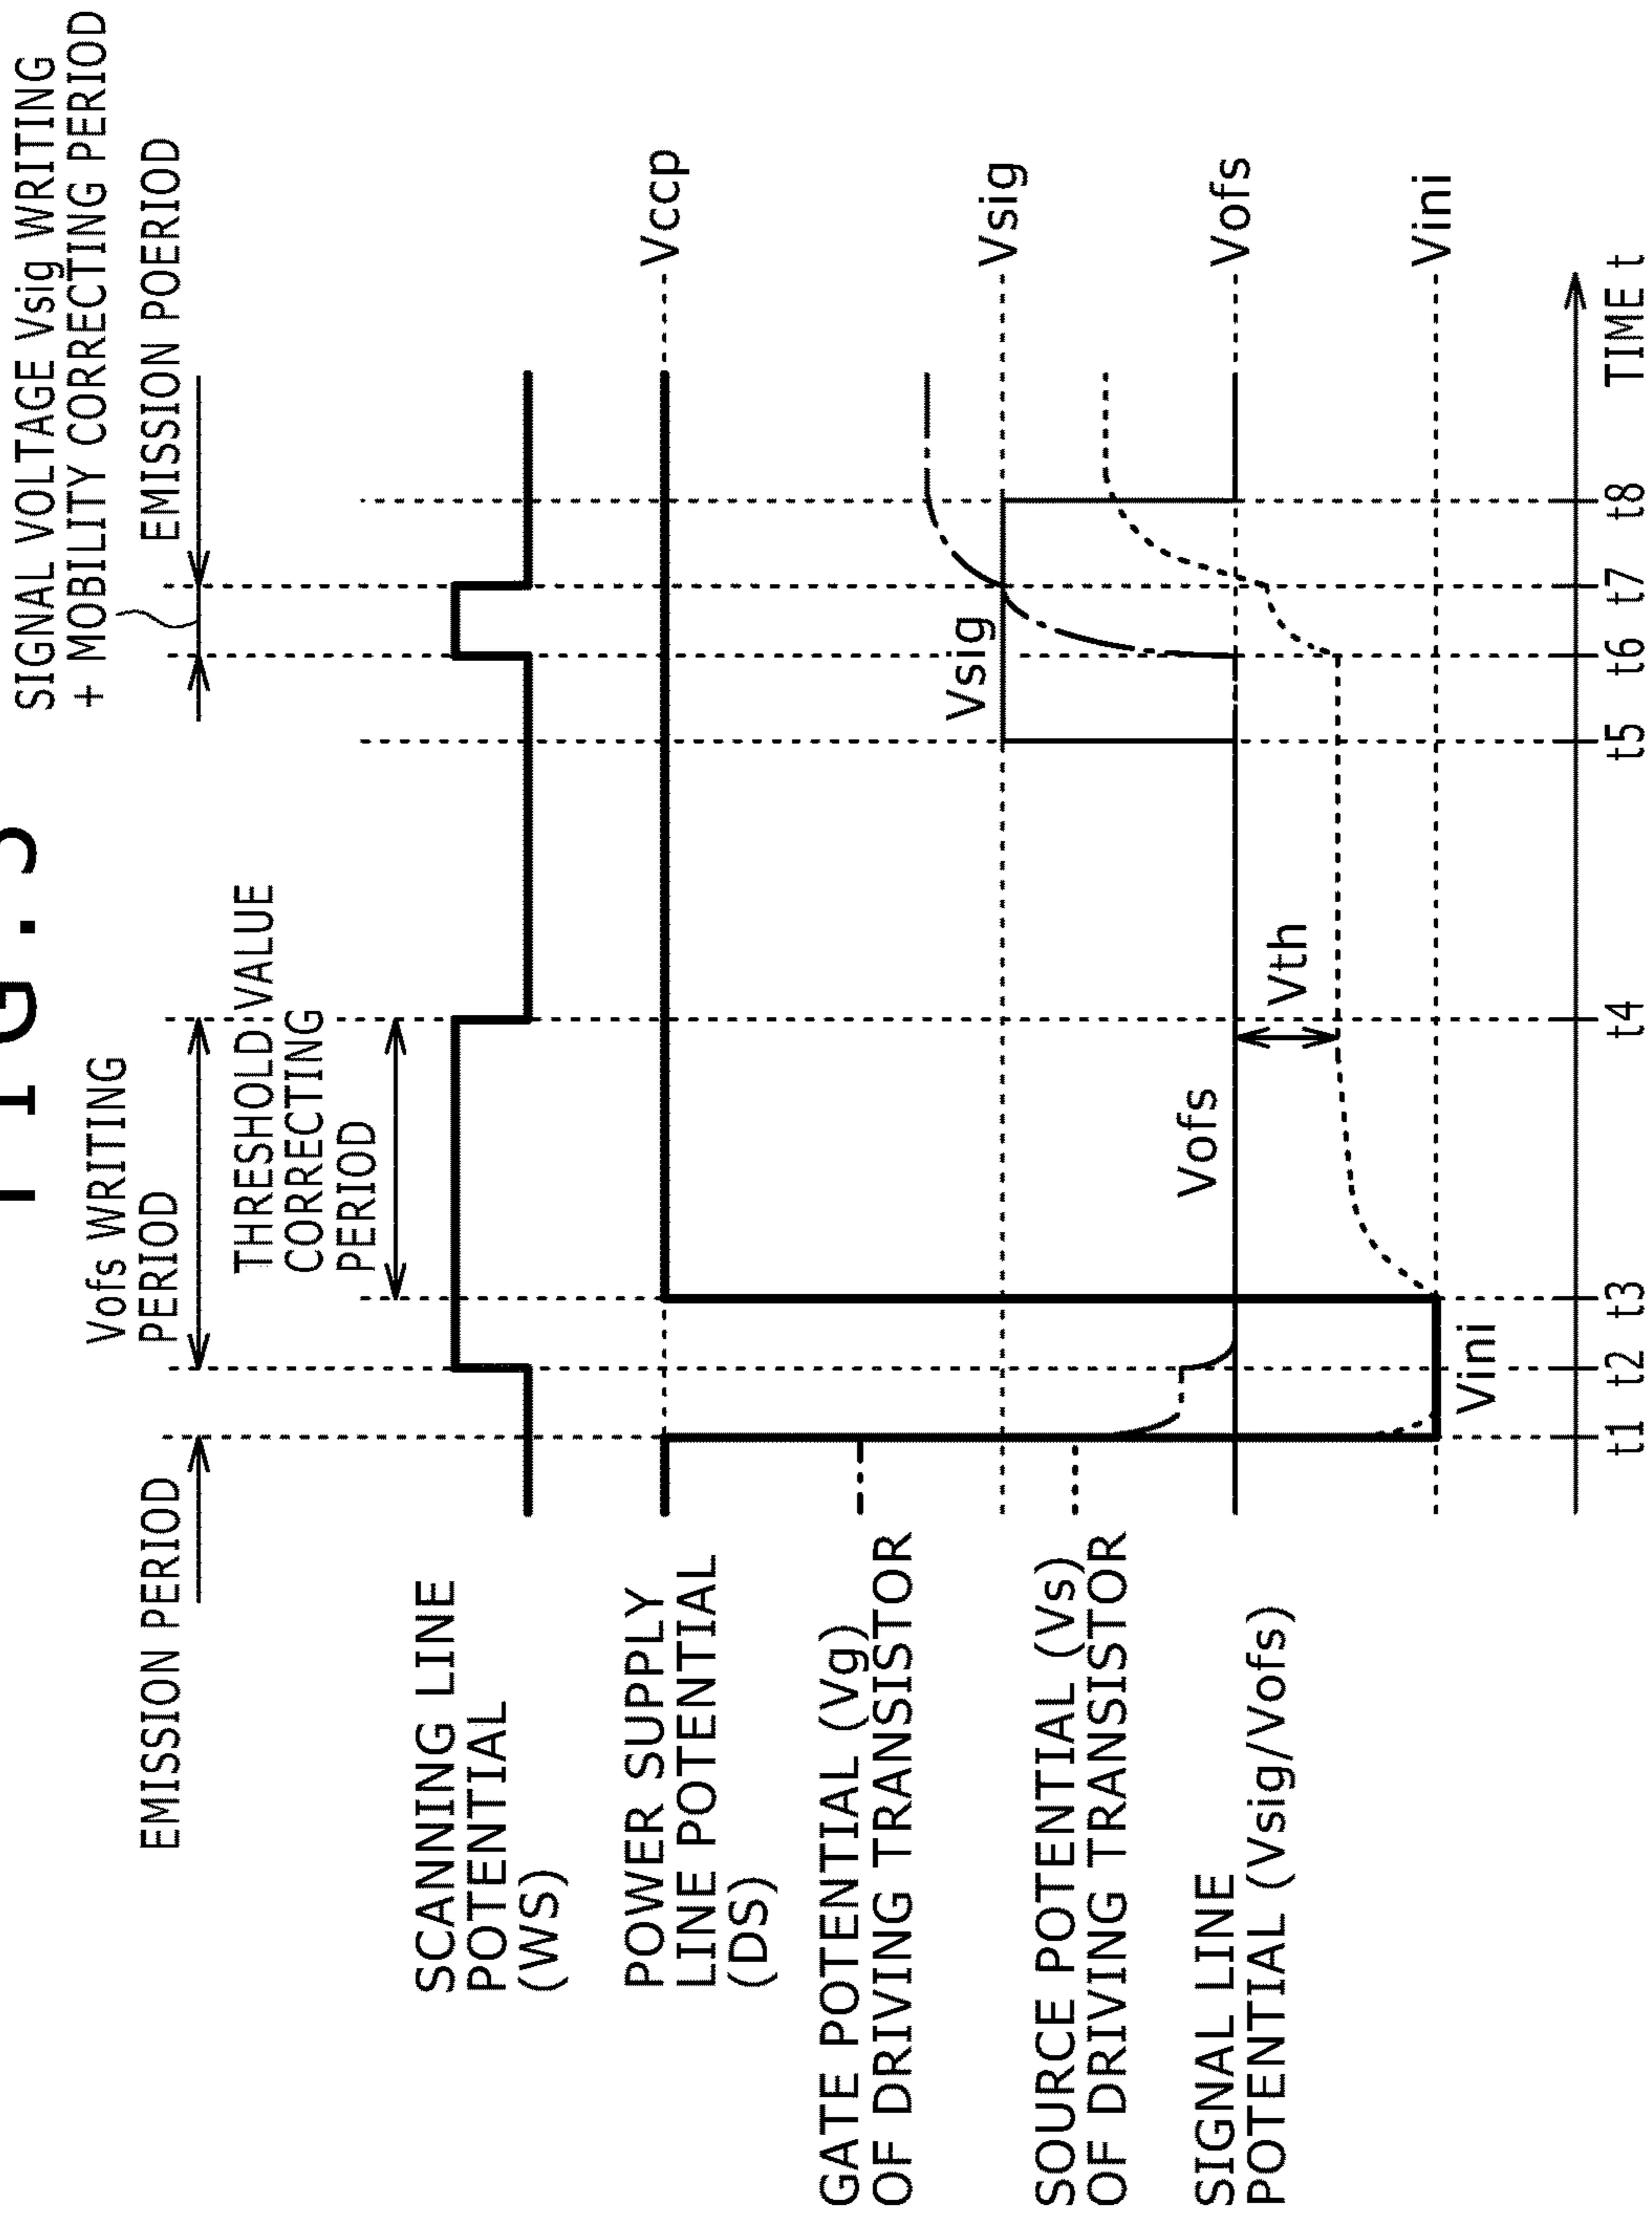 FIG. 3
SIGNAL VOLTAGE Vsig WRITING
+ MOBILITY CORRECTING PERIOD
Vofs WRITING
PERIOD
EMISSION PERIOD
EMISSION POERIOD
THRESHOLD VALUE
CORRECTING
PERIOD
SCANNING LINE
POTENTIAL
(WS)
POWER SUPPLY
LINE POTENTIAL
(DS)
Vccp
GATE POTENTIAL (Vg)
OF DRIVING TRANSISTOR
Vsig
Vsig
SOURCE POTENTIAL (Vs)
OF DRIVING TRANSISTOR
Vofs
Vofs
SIGNAL LINE
POTENTIAL (Vsig/Vofs)
Vth
Vini
Vini
t1 t2 t3 t4 t5 t6 t7 t8 TIME t